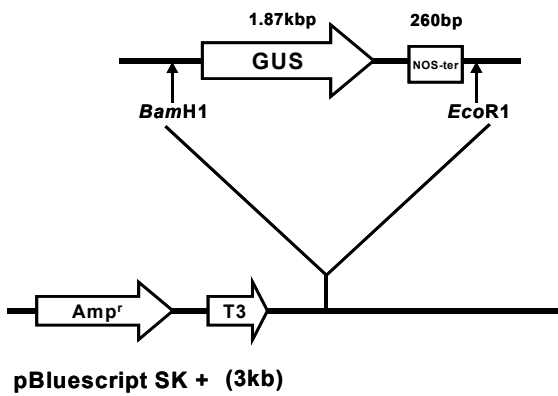 1.87kbp 260bp
GUS NOS-ter
BamH1 EcoR1
Ampʳ T3
pBluescript SK + (3kb)